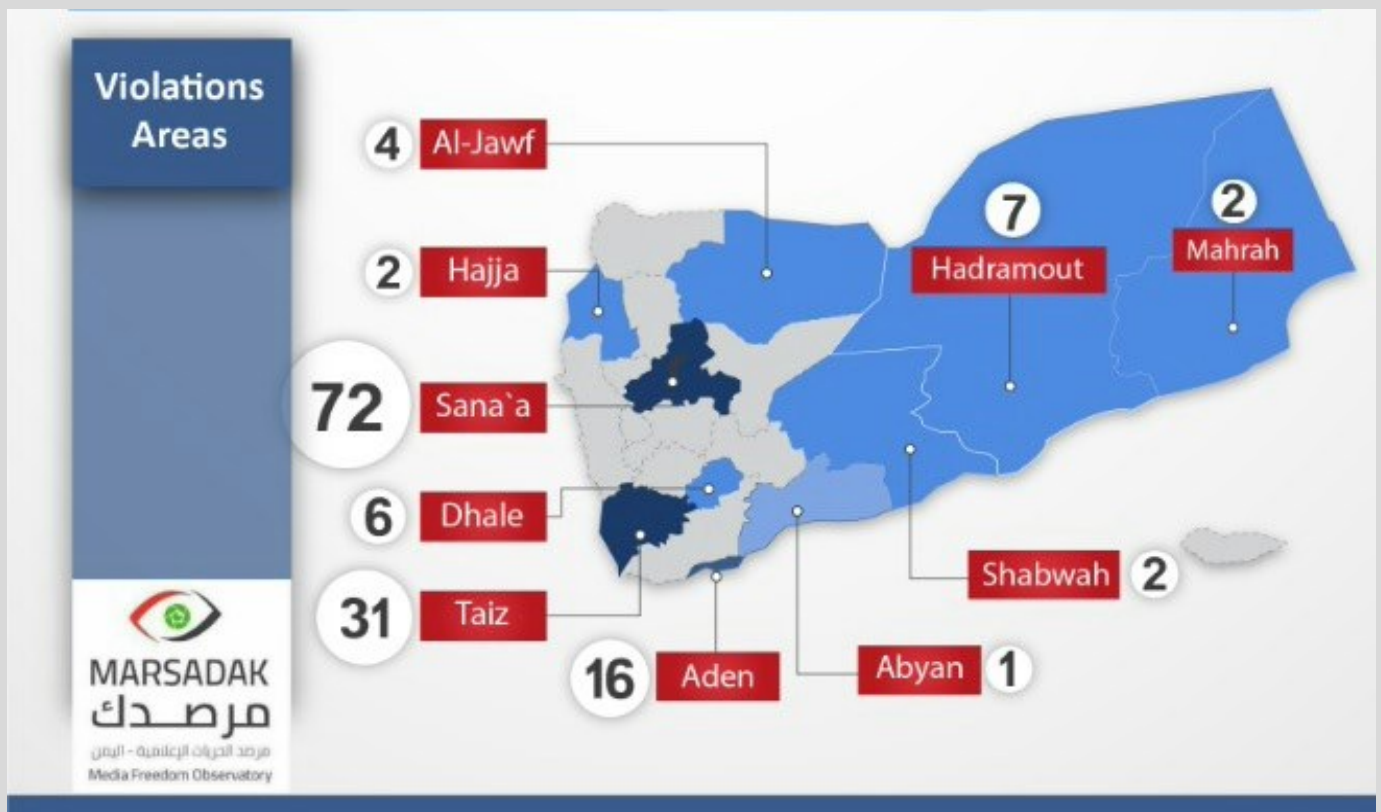 Violations
Areas
4 Al-Jawf
2 Hajja
72 Sana`a
6 Dhale
31 Taiz
16 Aden
Abyan 1
Shabwah 2
7
Hadramout
2
Mahrah
MARSADAK
مرصدك
مرصد الحريات الإعلامية - اليمن
Media Freedom Observatory